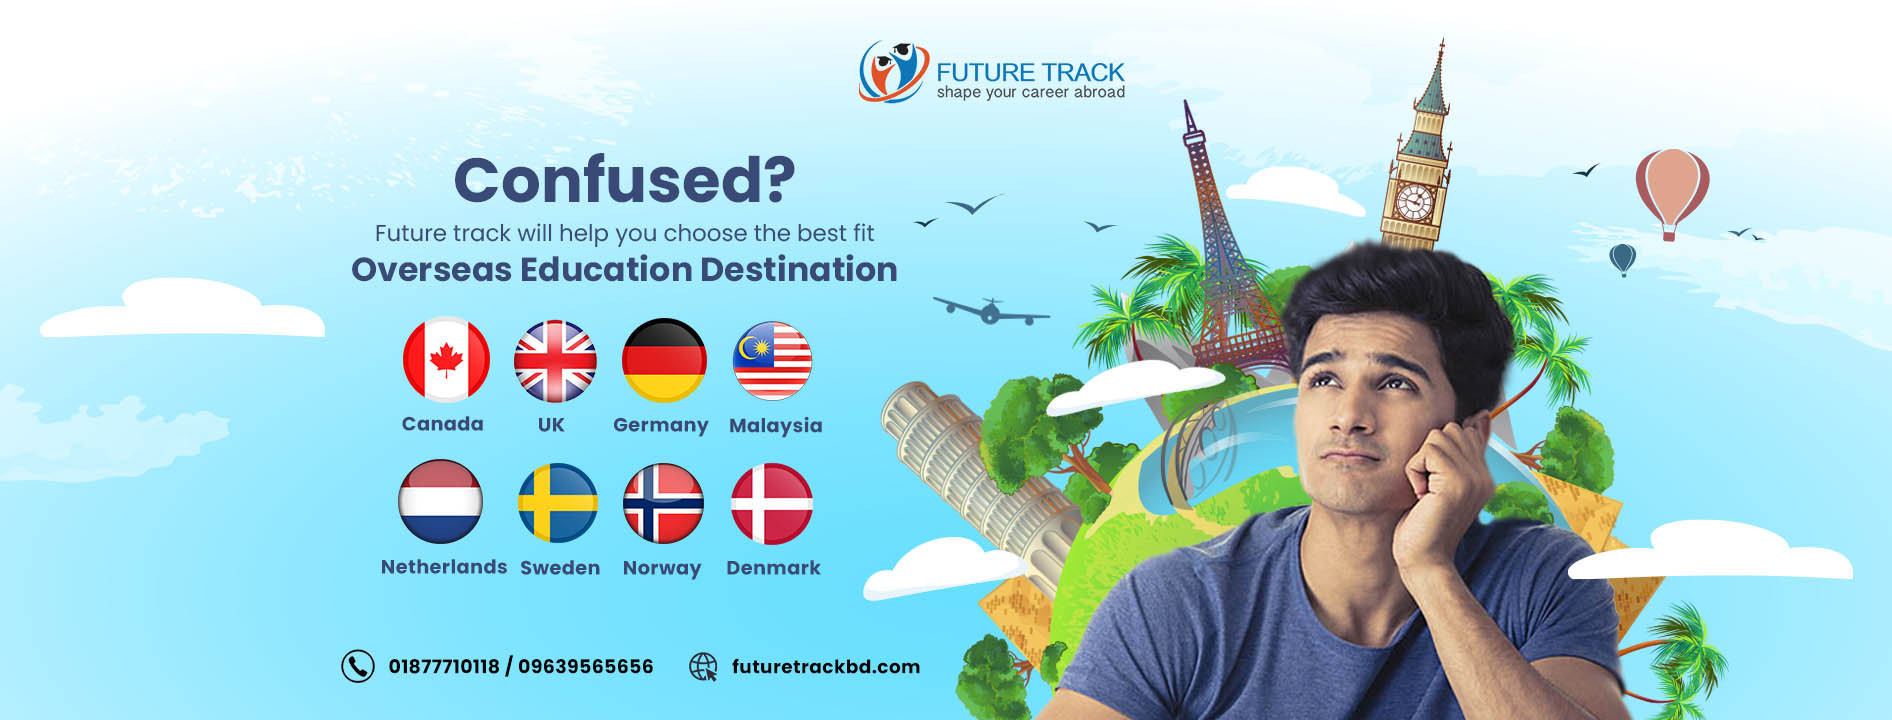 FUTURE TRACK
shape your career abroad
Confused?
Future track will help you choose the best fit
Overseas Education Destination
Canada UK Germany Malaysia
Netherlands Sweden Norway Denmark
01877710118 / 09639565656 futuretrackbd.com